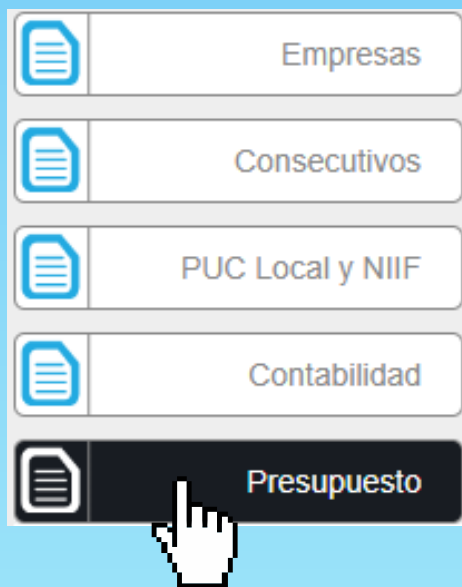 Empresas
Consecutivos
PUC Local y NIIF
Contabilidad
Presupuesto